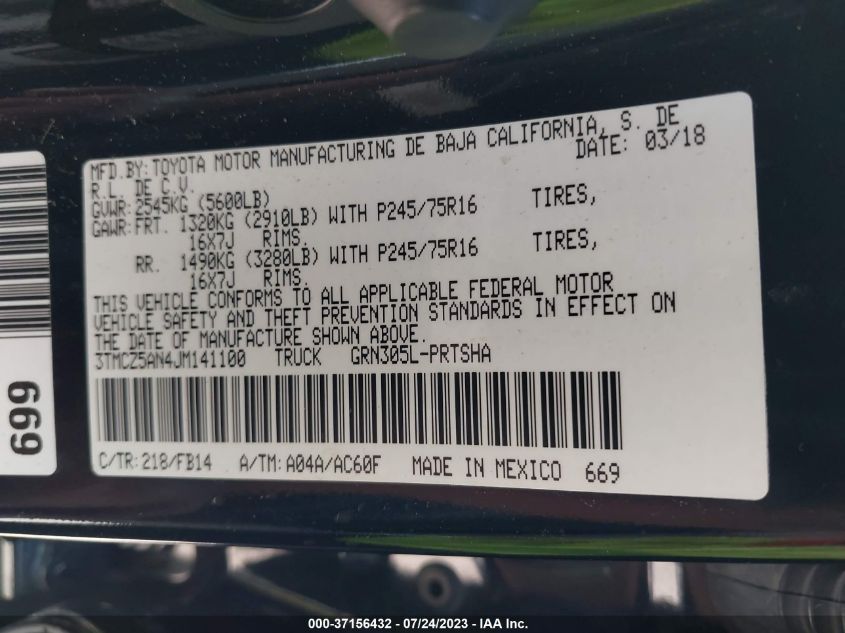 MFD.BY: TOYOTA MOTOR MANUFACTURING DE BAJA CALIFORNIA, S. DE
R.L. DE C.V. DATE: 03/18
GVWR: 2545KG (5600LB)
GAWR: FRT. 1320KG (2910LB) WITH P245/75R16 TIRES,
16X7J RIMS.
RR. 1490KG (3280LB) WITH P245/75R16 TIRES,
16X7J RIMS.
THIS VEHICLE CONFORMS TO ALL APPLICABLE FEDERAL MOTOR
VEHICLE SAFETY AND THEFT PREVENTION STANDARDS IN EFFECT ON
THE DATE OF MANUFACTURE SHOWN ABOVE.
3TMCZ5AN4JM141100 TRUCK GRN305L-PRTSHA
C/TR: 218/FB14 A/TM: A04A/AC60F MADE IN MEXICO 669
669
000-37156432 / 07/24/2023 - IAA Inc.